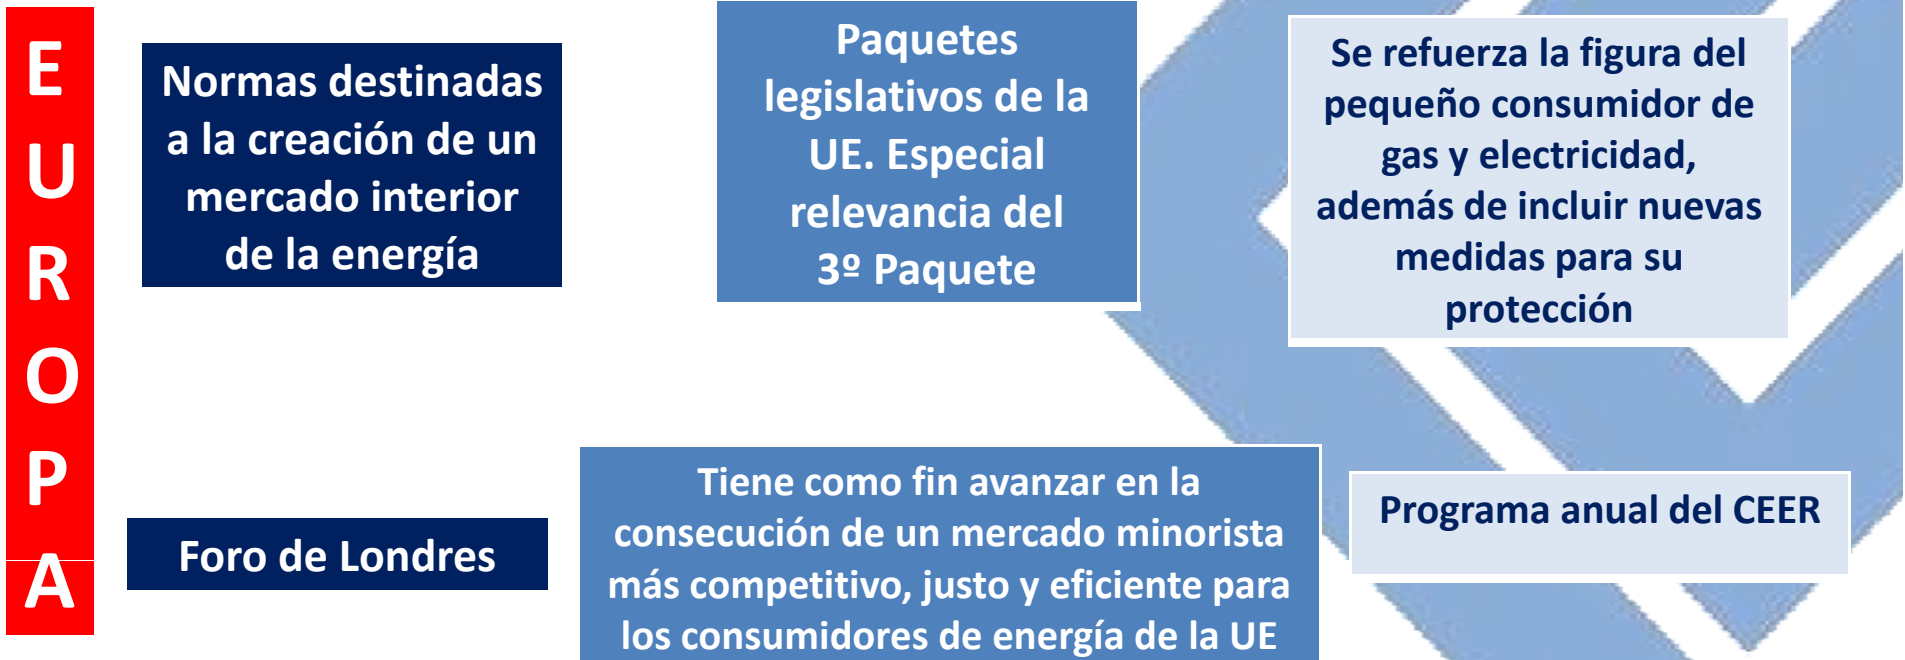 E
U
R
O
P
A
Normas destinadas
a la creación de un
mercado interior
de la energía
Paquetes
legislativos de la
UE. Especial
relevancia del
3º Paquete
Se refuerza la figura del
pequeño consumidor de
gas y electricidad,
además de incluir nuevas
medidas para su
protección
Foro de Londres
Tiene como fin avanzar en la
consecución de un mercado minorista
más competitivo, justo y eficiente para
los consumidores de energía de la UE
Programa anual del CEER